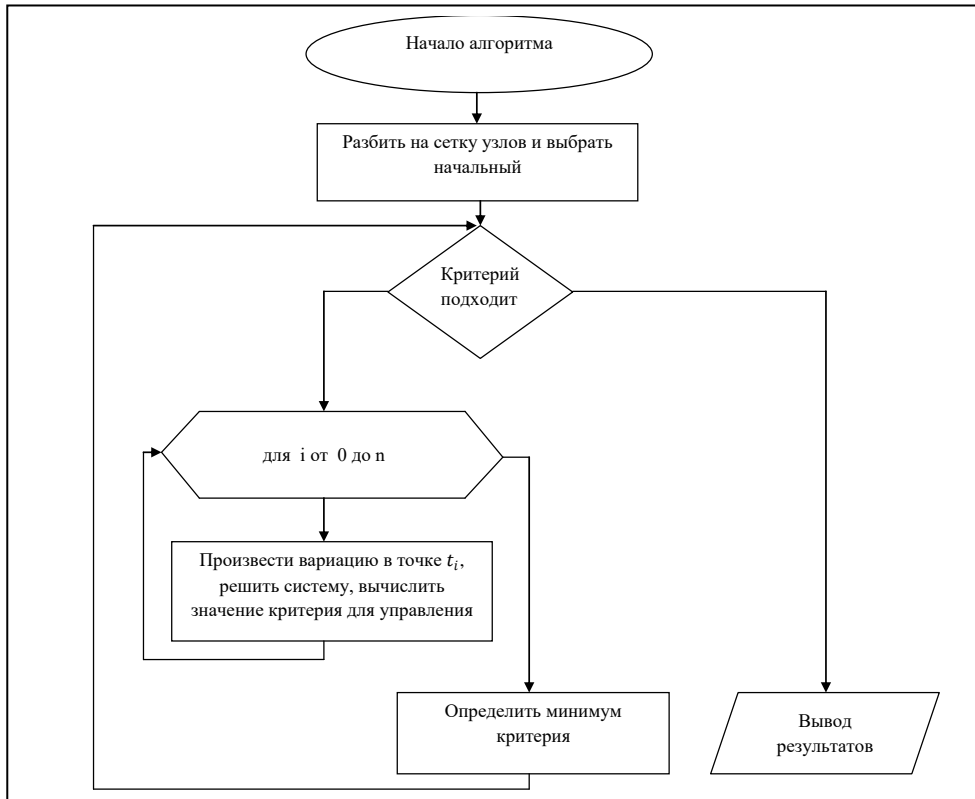 Начало алгоритма
Разбить на сетку узлов и выбрать
начальный
Критерий
подходит
для i от 0 до n
Произвести вариацию в точке tᵢ,
решить систему, вычислить
значение критерия для управления
Определить минимум
критерия
Вывод
результатов